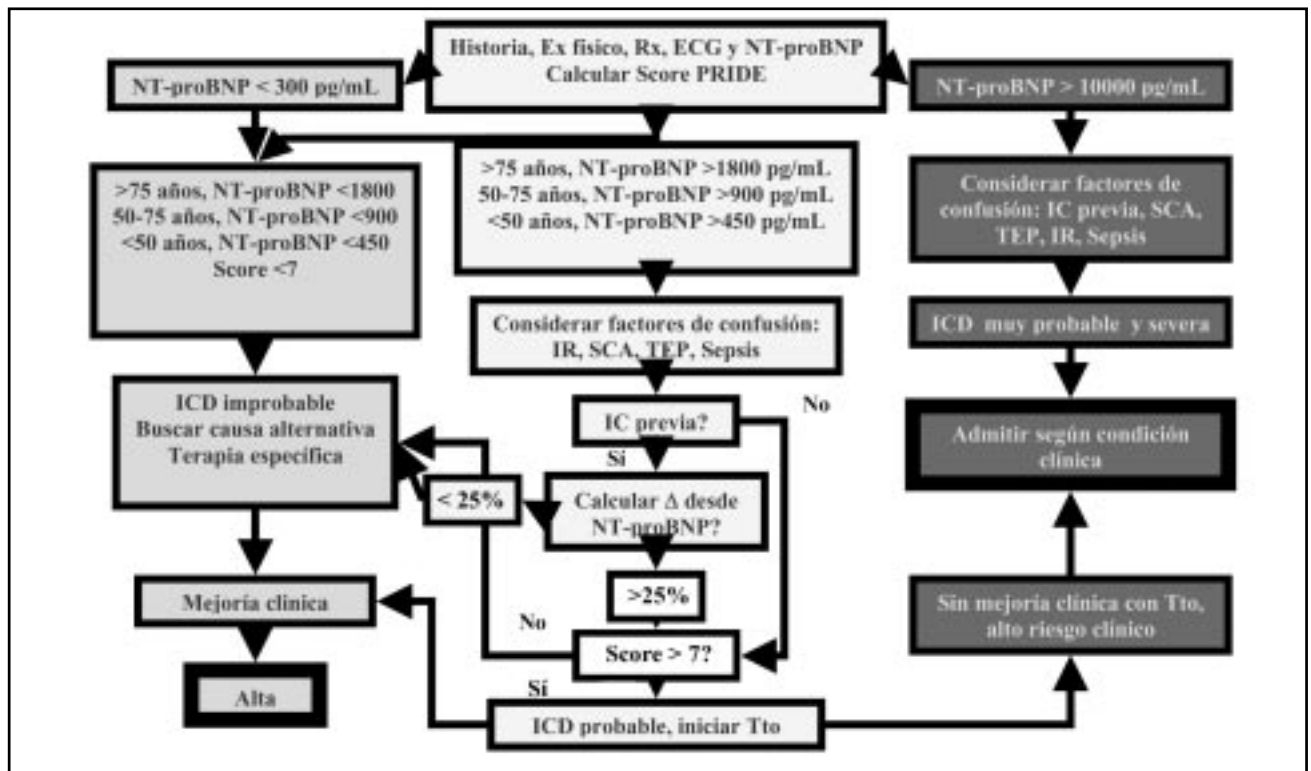 Historia, Ex fisico, Rx, ECG y NT-proBNP
Calcular Score PRIDE
NT-proBNP < 300 pg/mL
NT-proBNP > 10000 pg/mL
>75 años, NT-proBNP <1800
50-75 años, NT-proBNP <900
<50 años, NT-proBNP <450
Score <7
>75 años, NT-proBNP >1800 pg/mL
50-75 años, NT-proBNP >900 pg/mL
<50 años, NT-proBNP >450 pg/mL
Considerar factores de
confusión: IC previa, SCA,
TEP, IR, Sepsis
Considerar factores de confusión:
IR, SCA, TEP, Sepsis
ICD muy probable y severa
ICD improbable
Buscar causa alternativa
Terapia específica
IC previa?
No
Sí
Admitir según condición
clínica
< 25%
Calcular Δ desde
NT-proBNP?
>25%
Mejoría clinica
No
Score > 7?
Sí
Sin mejoría clínica con Tto,
alto riesgo clínico
Alta
ICD probable, iniciar Tto